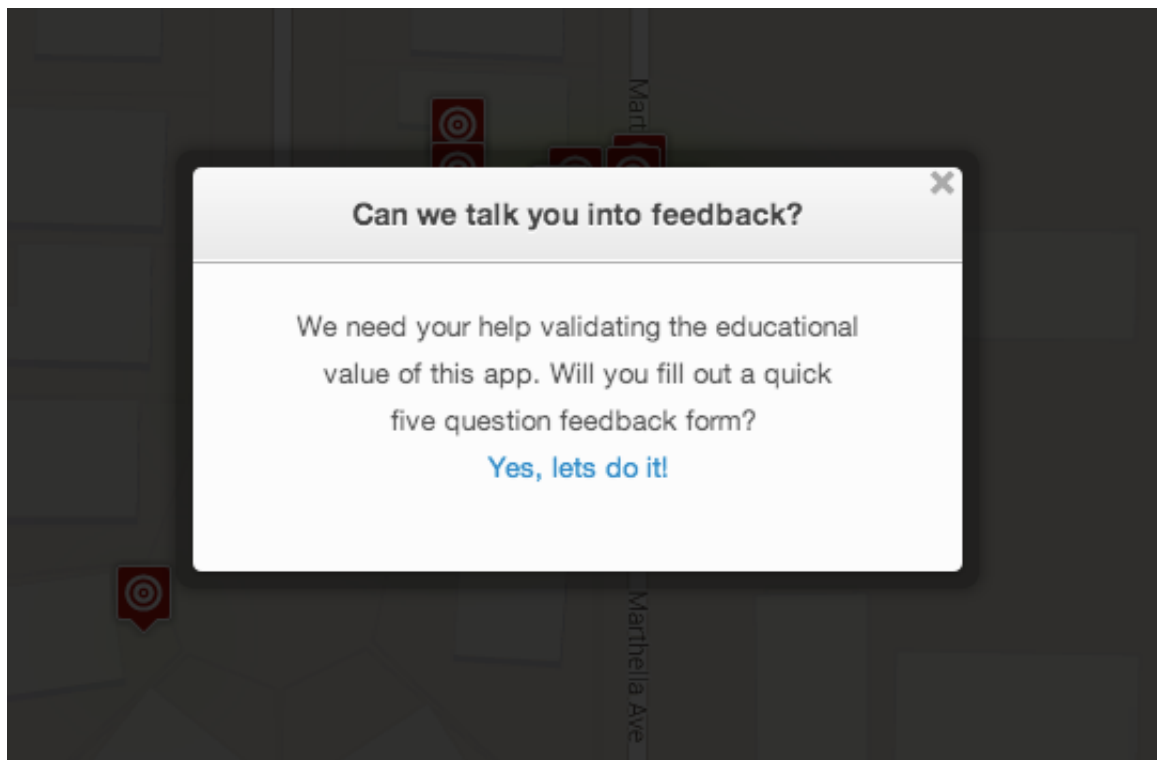 Mart
Can we talk you into feedback?
We need your help validating the educational
value of this app. Will you fill out a quick
five question feedback form?
Yes, lets do it!
Marthella Ave